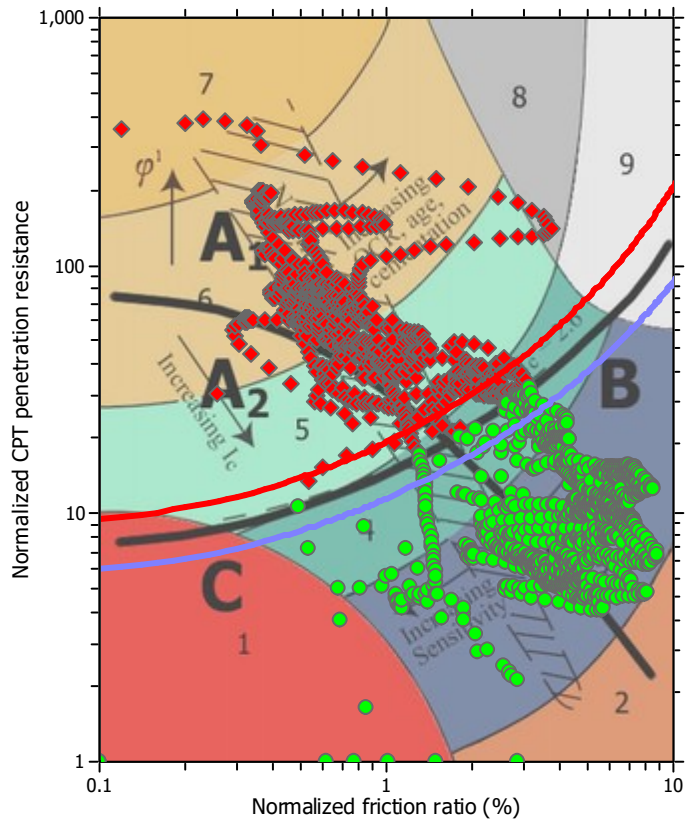 1,000
100
10
1
0.1
1
10
Normalized CPT penetration resistance
Normalized friction ratio (%)
7
8
9
φ¹
A1
6
Increasing
OCR, age,
cementation
A2
Increasing Ic
5
B
4
C
1
Increasing
Sensitivity
2